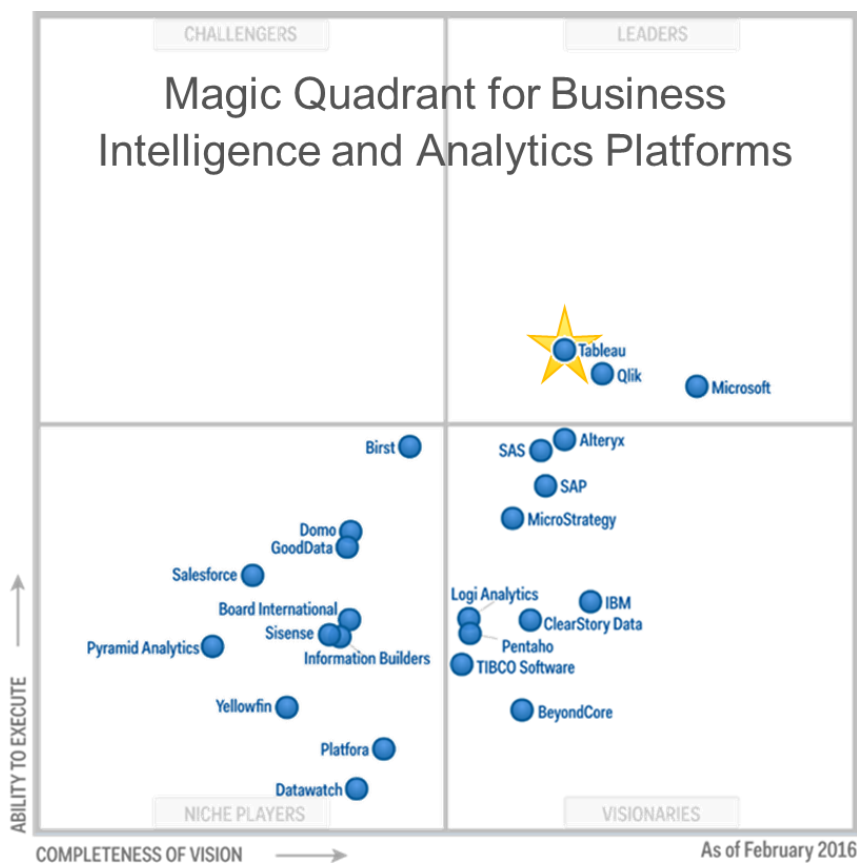 CHALLENGERS
LEADERS
Magic Quadrant for Business
Intelligence and Analytics Platforms
Tableau
Qlik
Microsoft
Birst
Alteryx
SAS
SAP
MicroStrategy
Domo
GoodData
Salesforce
Logi Analytics
IBM
Board International
ClearStory Data
Sisense
Pyramid Analytics
Pentaho
Information Builders
TIBCO Software
Yellowfin
BeyondCore
Platfora
Datawatch
NICHE PLAYERS
VISIONARIES
ABILITY TO EXECUTE
COMPLETENESS OF VISION
As of February 2016